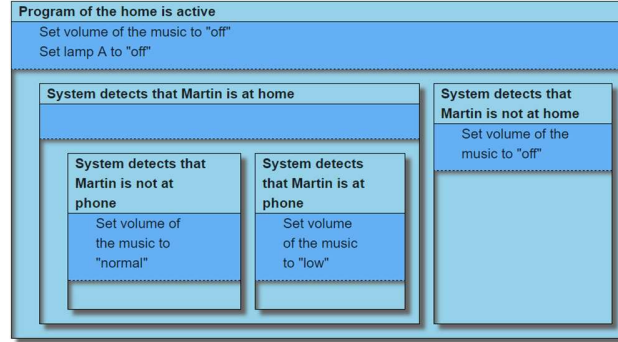 Program of the home is active
Set volume of the music to "off"
Set lamp A to "off"
System detects that Martin is at home
System detects that
Martin is not at
phone
Set volume of
the music to
"normal"
System detects
that Martin is at
phone
Set volume
of the music
to "low"
System detects that
Martin is not at home
Set volume of the
music to "off"